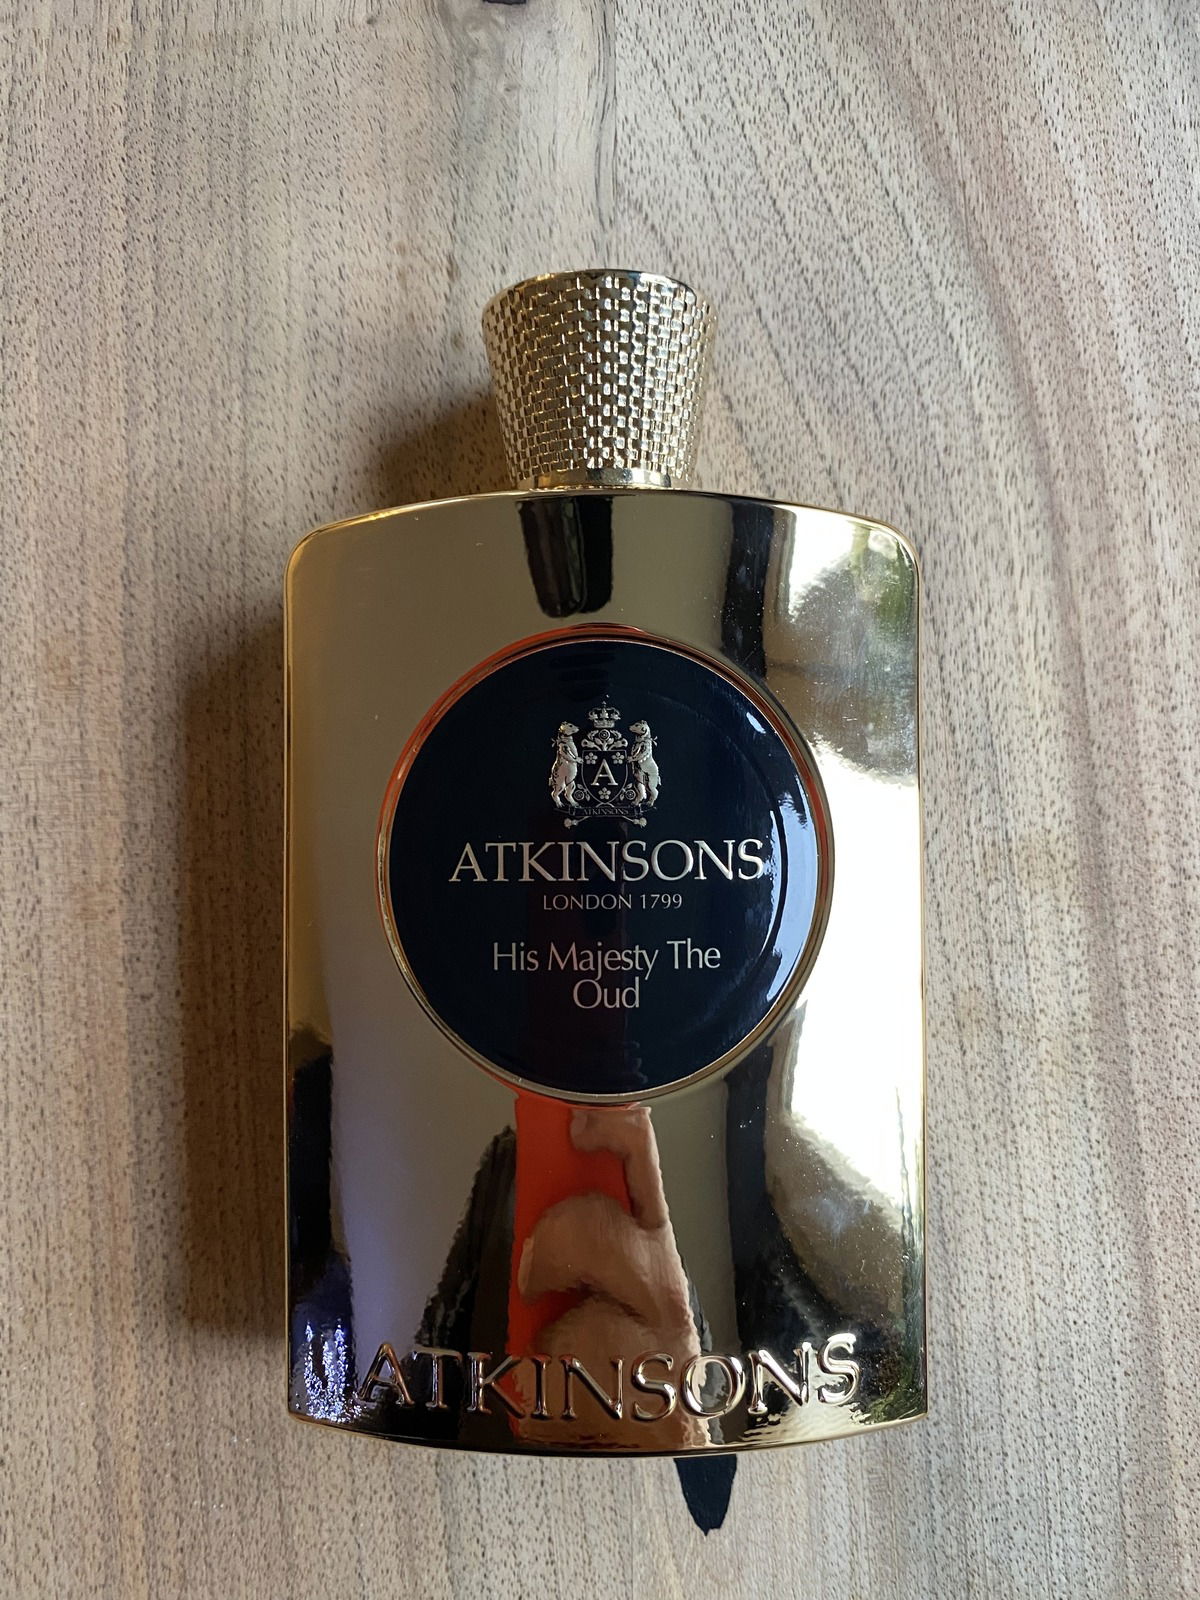 A
ATKINSONS
ATKINSONS
LONDON 1799
His Majesty The
Oud
ATKINSONS